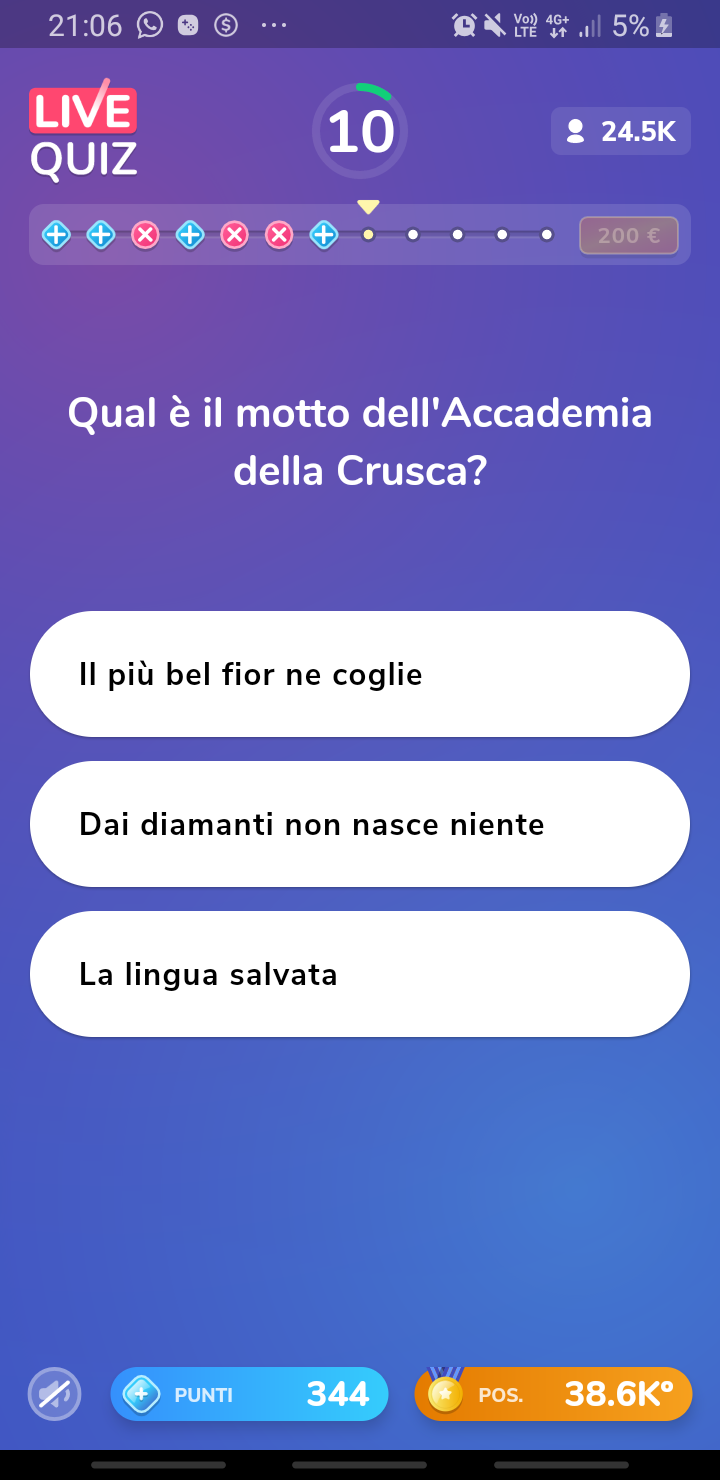 21:06
Vo)) LTE 4G+ 5%
LIVE
QUIZ
10
24.5K
200 €
Qual è il motto dell'Accademia
della Crusca?
Il più bel fior ne coglie
Dai diamanti non nasce niente
La lingua salvata
PUNTI 344
POS. 38.6Kº